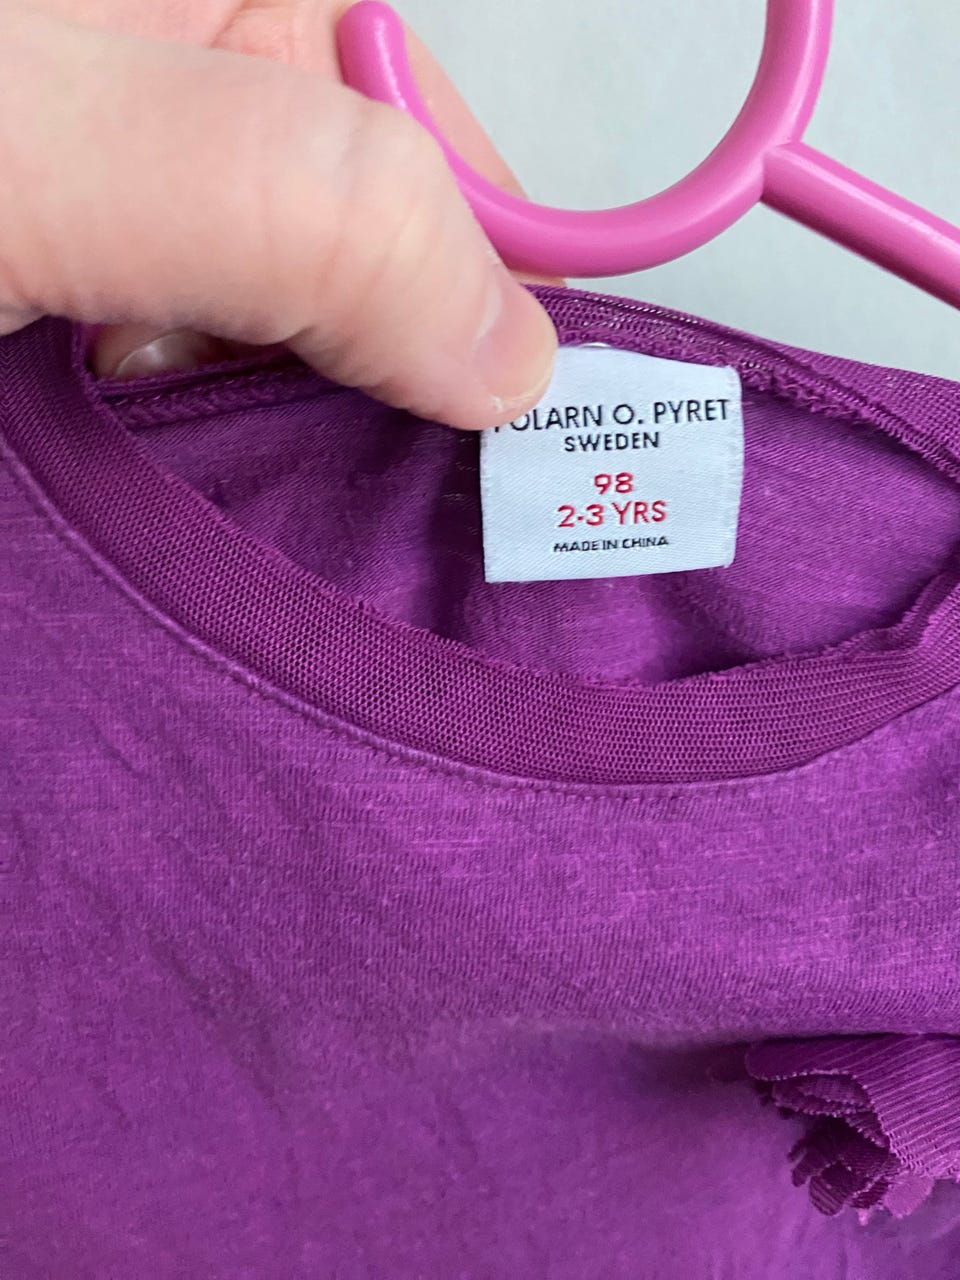 POLARN O. PYRET
SWEDEN
98
2-3 YRS
MADE IN CHINA